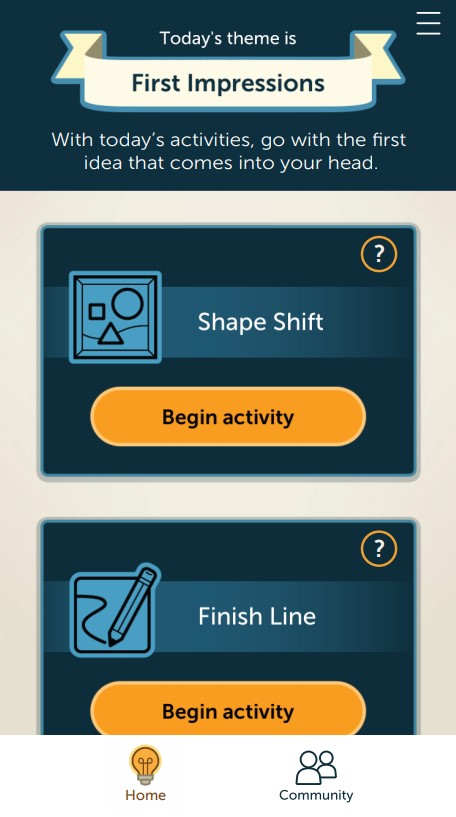 Today's theme is
First Impressions
With today's activities, go with the first
idea that comes into your head.
?
Shape Shift
Begin activity
?
Finish Line
Begin activity
Home
Community